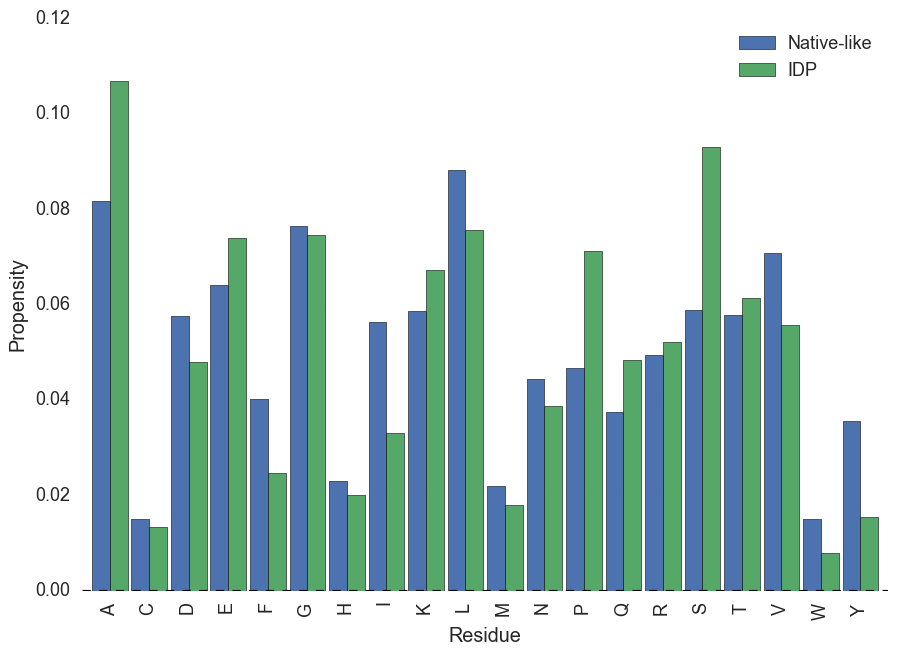 0.12
0.10
0.08
0.06
0.04
0.02
0.00
Propensity
Native-like
IDP
A C D E F G H I K L M N P Q R S T V W Y
Residue